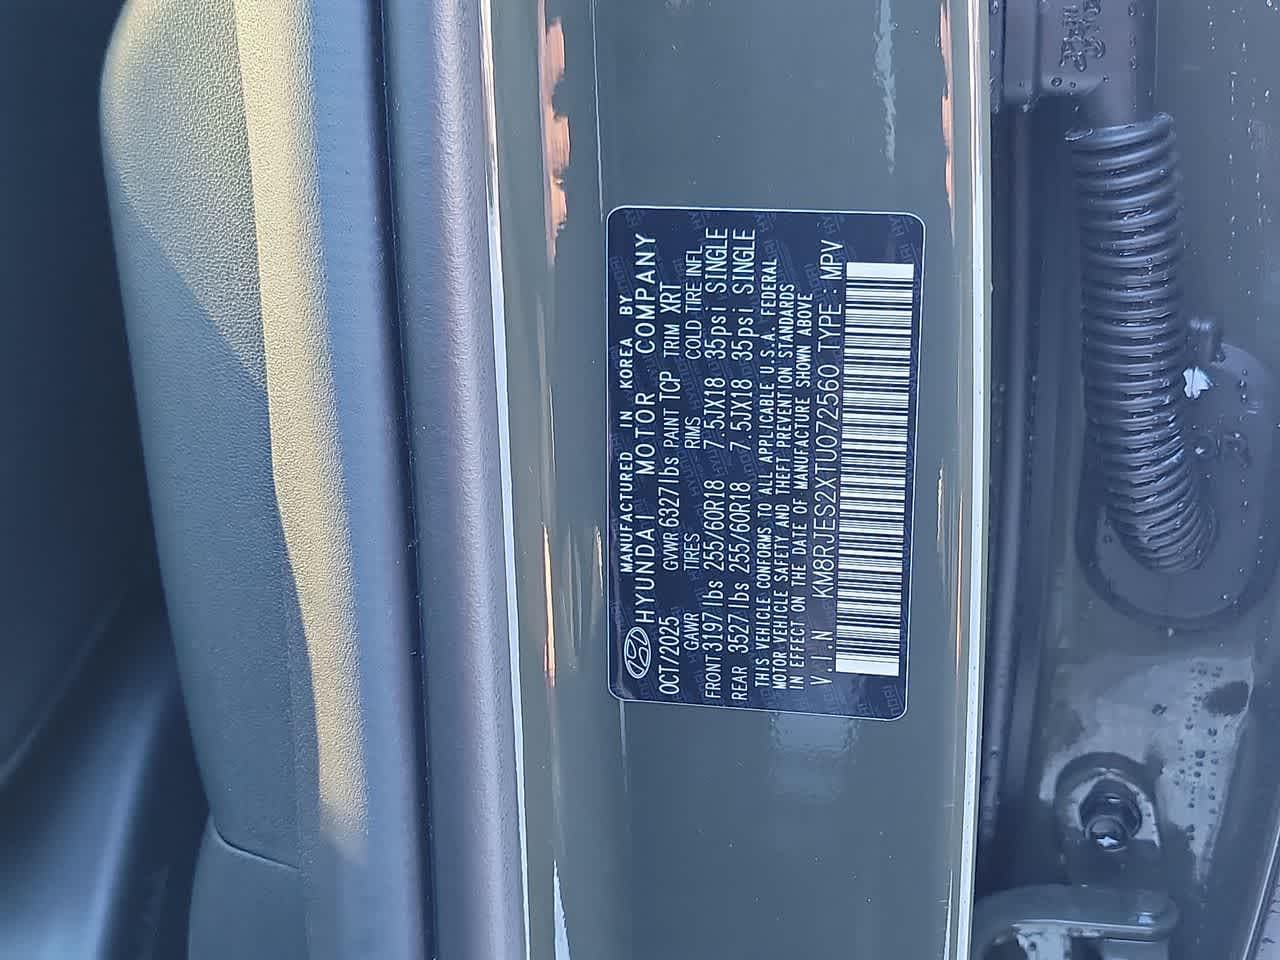 MANUFACTURED IN KOREA BY
HYUNDAI MOTOR COMPANY
OCT/2025 GVWR 6327lbs PAINT TCP TRIM XRT
GAWR TIRES RIMS COLD TIRE INFL
FRONT 3197lbs 255/60R18 7.5JX18 35psi SINGLE
REAR 3527lbs 255/60R18 7.5JX18 35psi SINGLE
THIS VEHICLE CONFORMS TO ALL APPLICABLE U.S.A. FEDERAL
MOTOR VEHICLE SAFETY AND THEFT PREVENTION STANDARDS
IN EFFECT ON THE DATE OF MANUFACTURE SHOWN ABOVE
V.I.N KM8RJES2XTU072560 TYPE : MPV